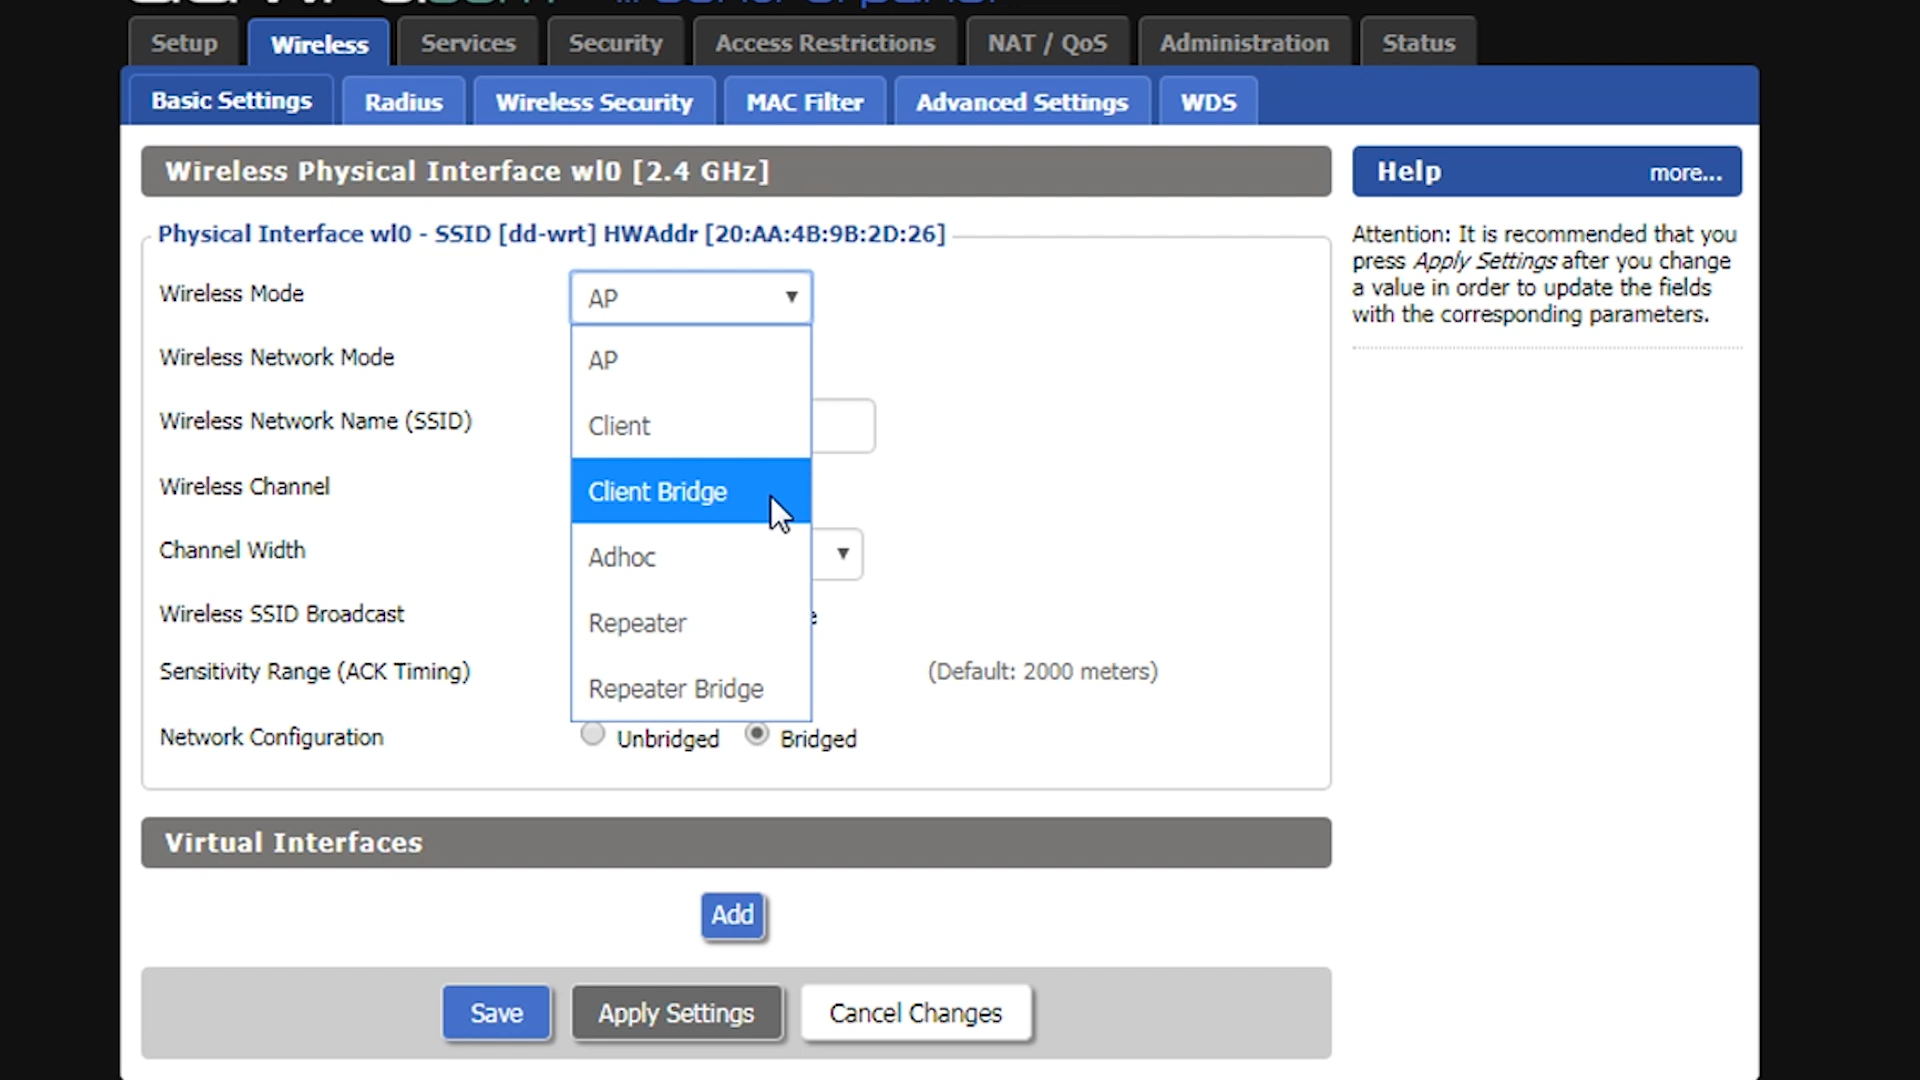 Setup Wireless Services Security Access Restrictions NAT / QoS Administration Status
Basic Settings Radius Wireless Security MAC Filter Advanced Settings WDS
Wireless Physical Interface wl0 [2.4 GHz]
Help more...
Physical Interface wl0 - SSID [dd-wrt] HWAddr [20:AA:4B:9B:2D:26]
Attention: It is recommended that you
press Apply Settings after you change
a value in order to update the fields
with the corresponding parameters.
Wireless Mode AP
Wireless Network Mode AP
Wireless Network Name (SSID) Client
Wireless Channel Client Bridge
Channel Width Adhoc
Wireless SSID Broadcast Repeater
Sensitivity Range (ACK Timing) (Default: 2000 meters)
Repeater Bridge
Network Configuration Unbridged Bridged
Virtual Interfaces
Add
Save Apply Settings Cancel Changes